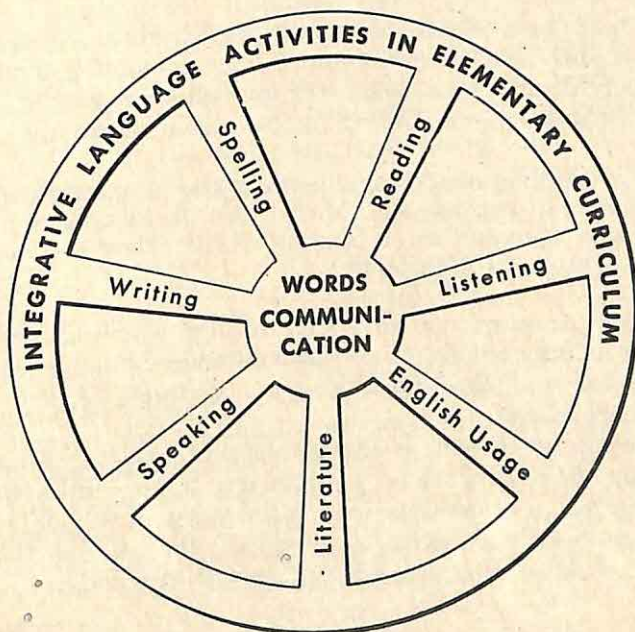 INTEGRATIVE LANGUAGE ACTIVITIES IN ELEMENTARY CURRICULUM
WORDS
COMMUNI-
CATION
Spelling
Reading
Listening
English Usage
Literature
Speaking
Writing